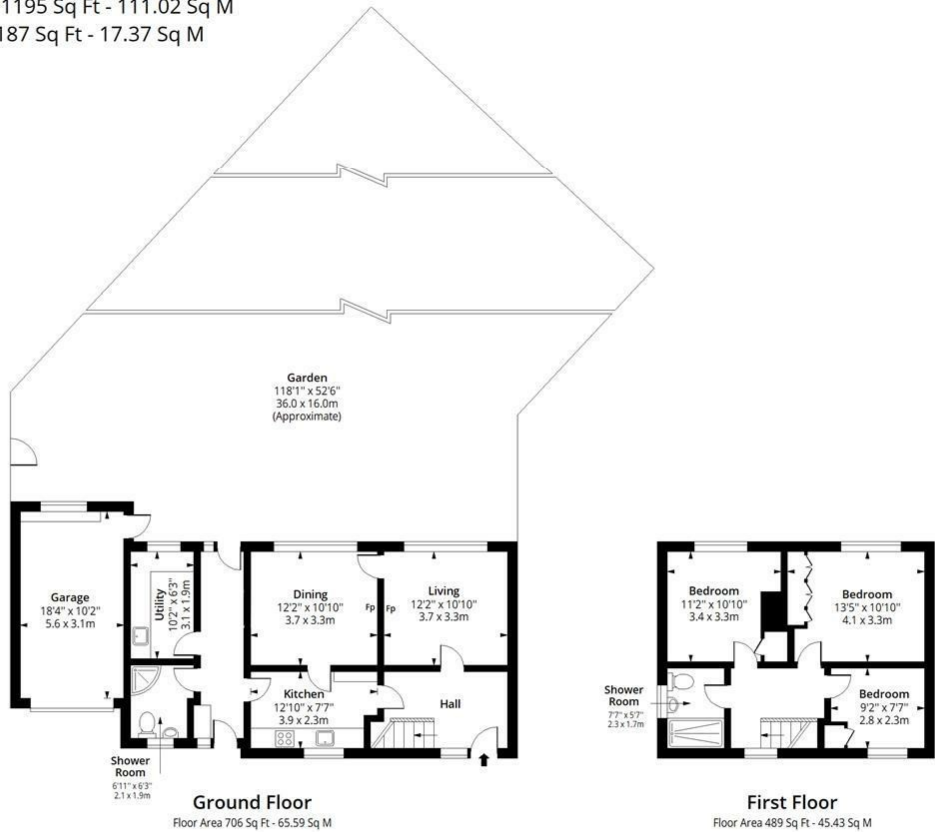 1195 Sq Ft - 111.02 Sq M
187 Sq Ft - 17.37 Sq M
Garden
118'1" x 52'6"
36.0 x 16.0m
(Approximate)
Garage
18'4" x 10'2"
5.6 x 3.1m
Utility
10'2" x 6'3"
3.1 x 1.9m
Dining
12'2" x 10'10"
3.7 x 3.3m
Fp
Fp
Living
12'2" x 10'10"
3.7 x 3.3m
Kitchen
12'10" x 7'7"
3.9 x 2.3m
Hall
Shower
Room
6'11" x 6'3"
2.1 x 1.9m
Ground Floor
Floor Area 706 Sq Ft - 65.59 Sq M
Bedroom
11'2" x 10'10"
3.4 x 3.3m
Bedroom
13'5" x 10'10"
4.1 x 3.3m
Shower
Room
7'7" x 5'7"
2.3 x 1.7m
Bedroom
9'2" x 7'7"
2.8 x 2.3m
First Floor
Floor Area 489 Sq Ft - 45.43 Sq M